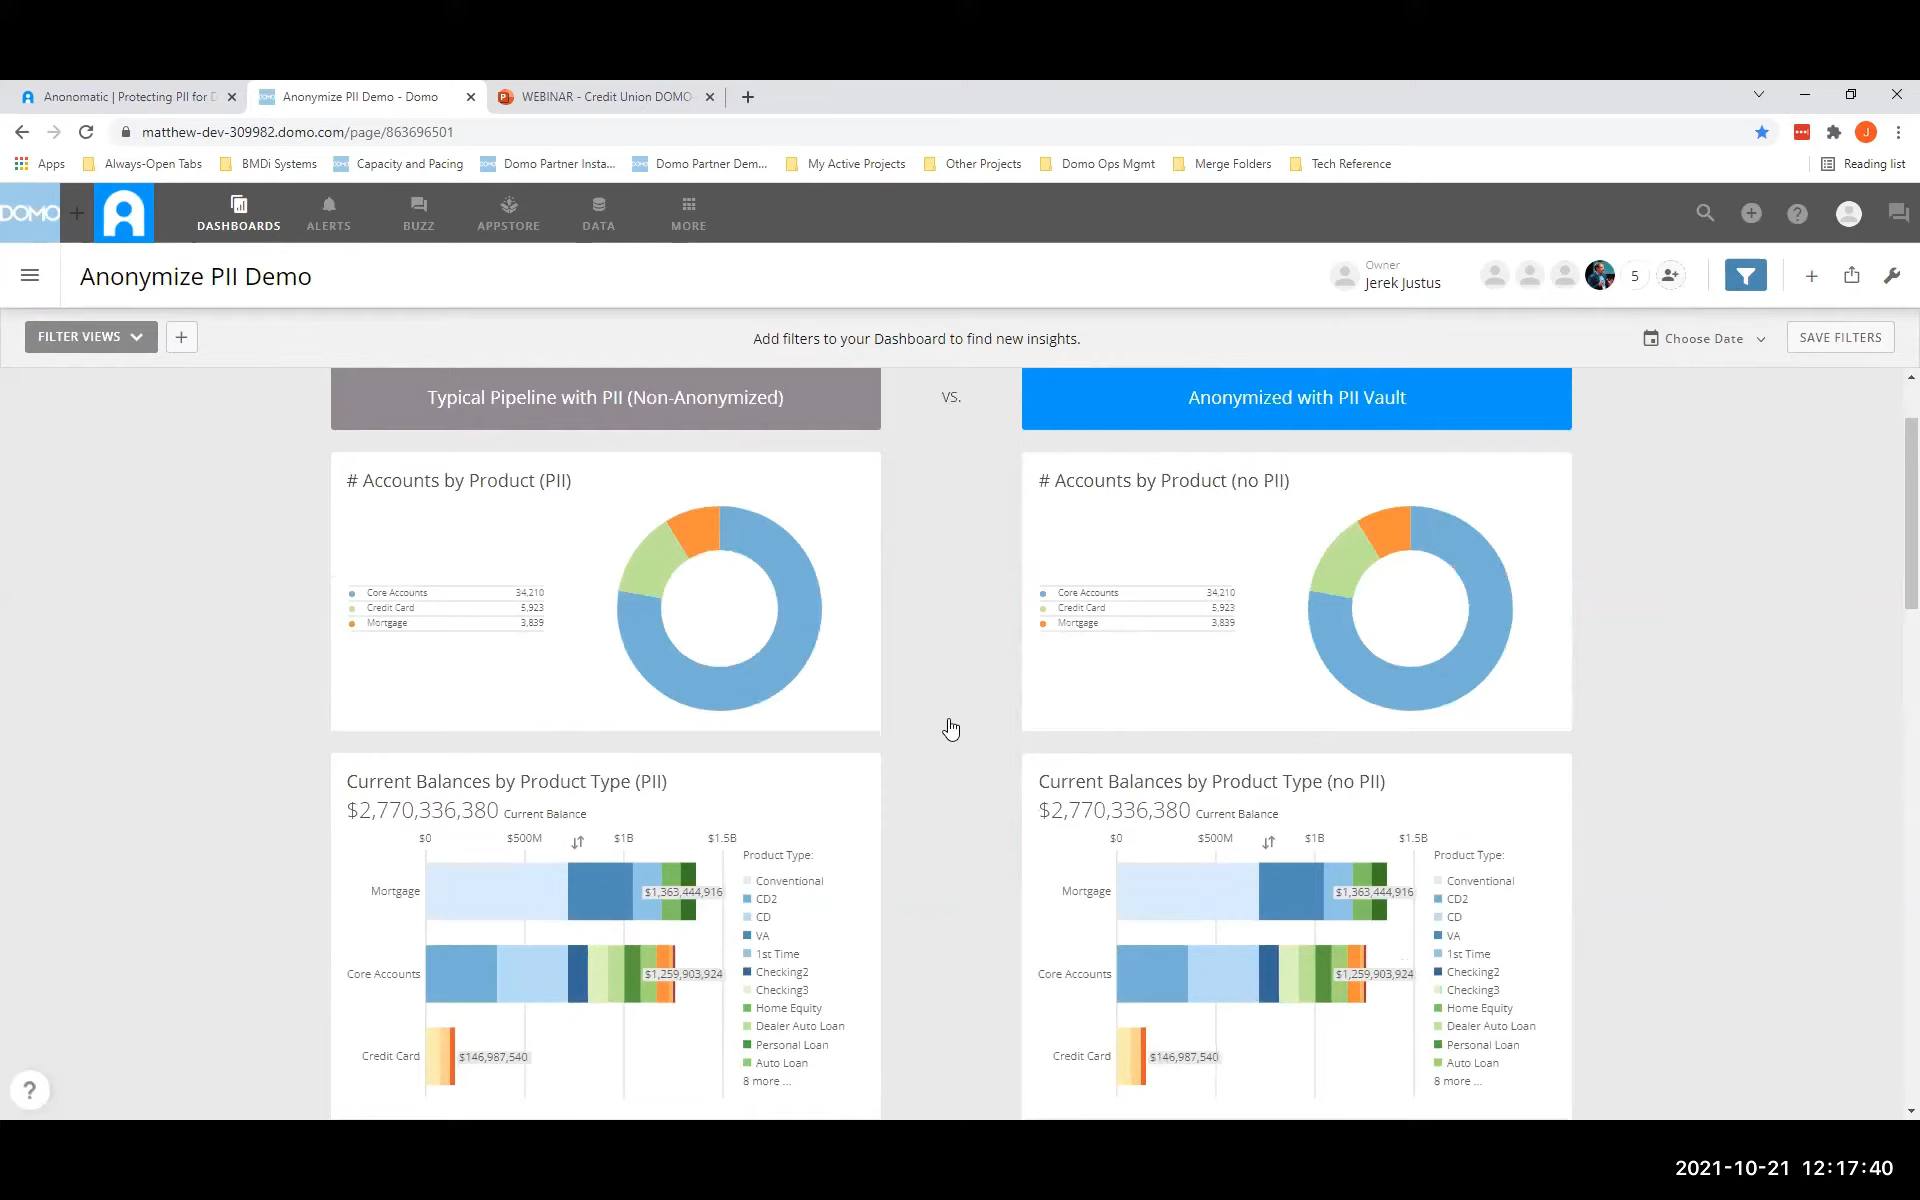 Anonomatic | Protecting PII for D
Anonymize PII Demo - Domo
WEBINAR - Credit Union DOMO
matthew-dev-309982.domo.com/page/863696501
J
Apps
Always-Open Tabs
BMDi Systems
Capacity and Pacing
Domo Partner Insta...
Domo Partner Dem...
My Active Projects
Other Projects
Domo Ops Mgmt
Merge Folders
Tech Reference
Reading list
DOMO
DASHBOARDS
ALERTS
BUZZ
APPSTORE
DATA
MORE
Anonymize PII Demo
Owner
Jerek Justus
5
FILTER VIEWS
Add filters to your Dashboard to find new insights.
Choose Date
SAVE FILTERS
Typical Pipeline with PII (Non-Anonymized)
VS.
Anonymized with PII Vault
# Accounts by Product (PII)
Core Accounts 34,210
Credit Card 5,923
Mortgage 3,839
# Accounts by Product (no PII)
Core Accounts 34,210
Credit Card 5,923
Mortgage 3,839
Current Balances by Product Type (PII)
$2,770,336,380 Current Balance
$0 $500M $1B $1.5B
Mortgage $1,363,444,916
Core Accounts $1,259,903,924
Credit Card $146,987,540
Product Type:
Conventional
CD2
CD
VA
1st Time
Checking2
Checking3
Home Equity
Dealer Auto Loan
Personal Loan
Auto Loan
8 more ...
Current Balances by Product Type (no PII)
$2,770,336,380 Current Balance
$0 $500M $1B $1.5B
Mortgage $1,363,444,916
Core Accounts $1,259,903,924
Credit Card $146,987,540
Product Type:
Conventional
CD2
CD
VA
1st Time
Checking2
Checking3
Home Equity
Dealer Auto Loan
Personal Loan
Auto Loan
8 more ...
?
2021-10-21 12:17:40